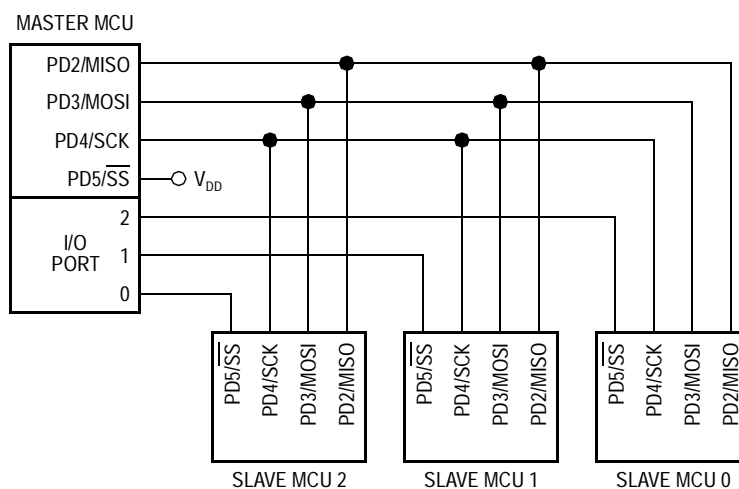 MASTER MCU
PD2/MISO
PD3/MOSI
PD4/SCK
PD5/SS
V_DD
I/O
PORT
2
1
0
PD5/SS
PD4/SCK
PD3/MOSI
PD2/MISO
PD5/SS
PD4/SCK
PD3/MOSI
PD2/MISO
PD5/SS
PD4/SCK
PD3/MOSI
PD2/MISO
SLAVE MCU 2
SLAVE MCU 1
SLAVE MCU 0